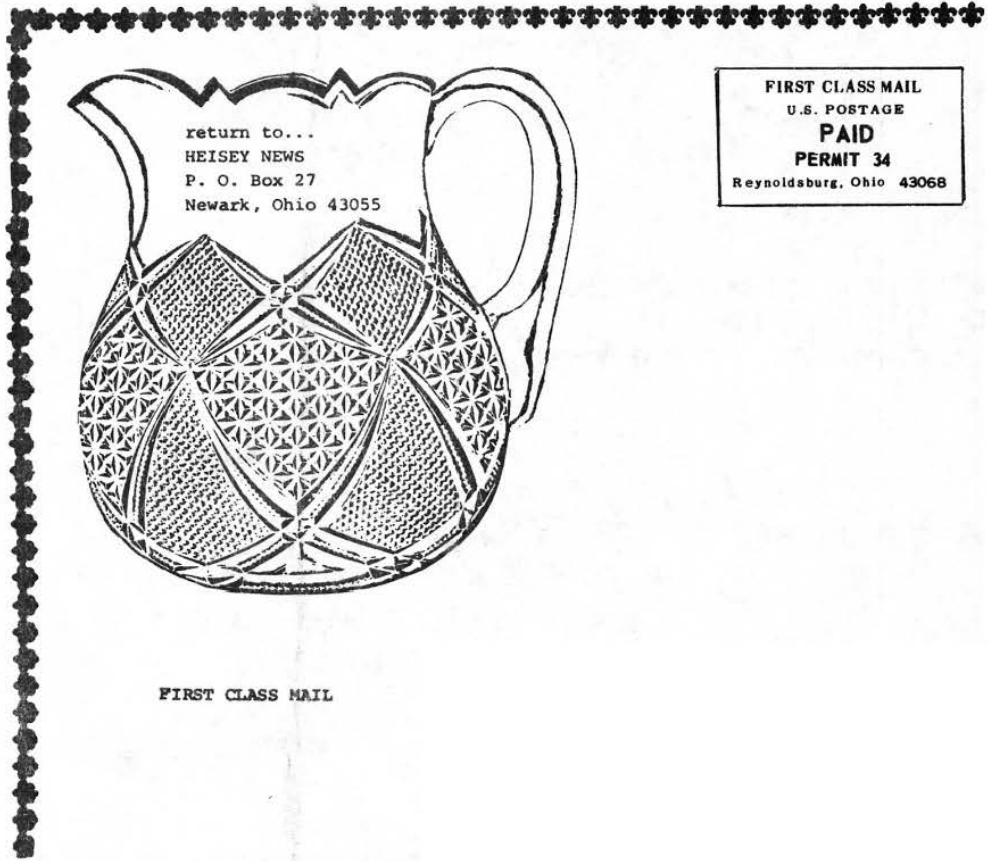 return to...
HEISEY NEWS
P. O. Box 27
Newark, Ohio 43055
FIRST CLASS MAIL
U.S. POSTAGE
PAID
PERMIT 34
Reynoldsburg, Ohio 43068
FIRST CLASS MAIL